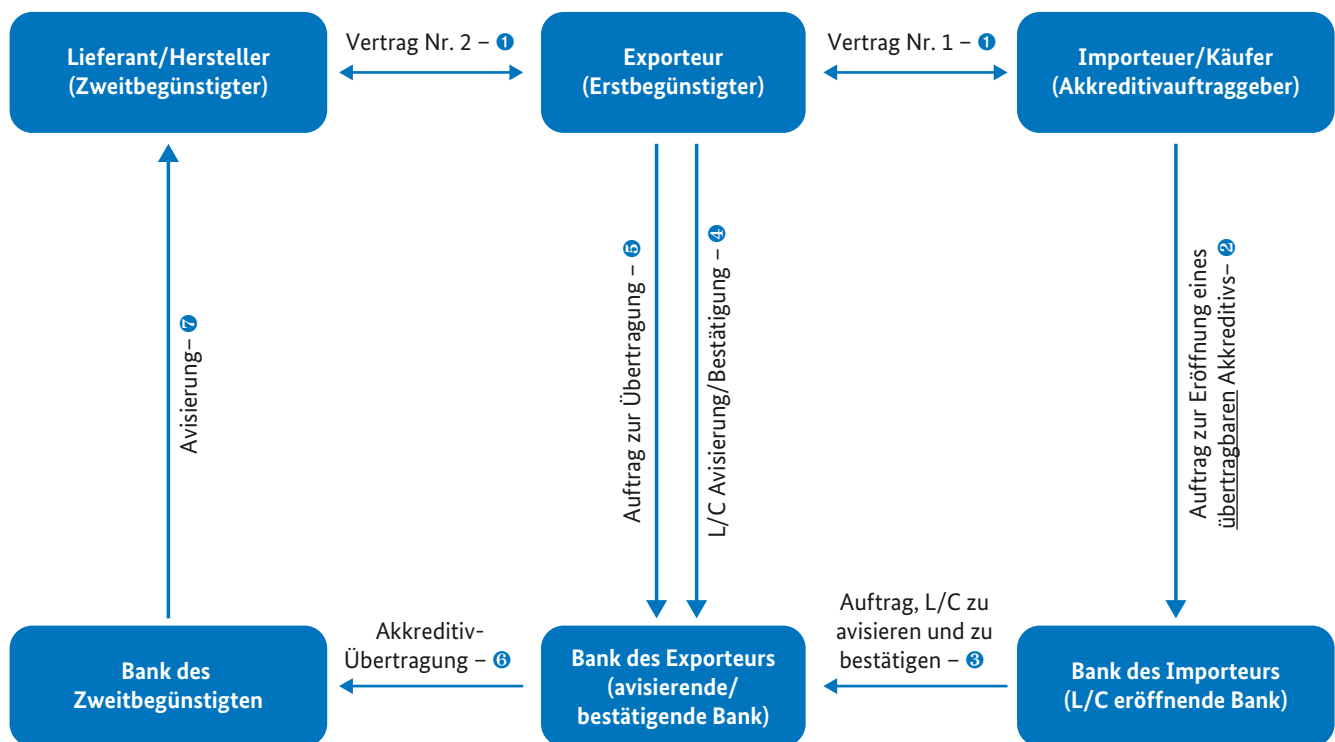 Lieferant/Hersteller
(Zweitbegünstigter)
Vertrag Nr. 2 – ❶
Exporteur
(Erstbegünstigter)
Vertrag Nr. 1 – ❶
Importeuer/Käufer
(Akkreditivauftraggeber)
Avisierung– ❼
Auftrag zur Übertragung – ❺
L/C Avisierung/Bestätigung – ❹
Auftrag zur Eröffnung eines
übertragbaren Akkreditivs– ❷
Bank des
Zweitbegünstigten
Akkreditiv-
Übertragung – ❻
Bank des Exporteurs
(avisierende/
bestätigende Bank)
Auftrag, L/C zu
avisieren und zu
bestätigen – ❸
Bank des Importeurs
(L/C eröffnende Bank)